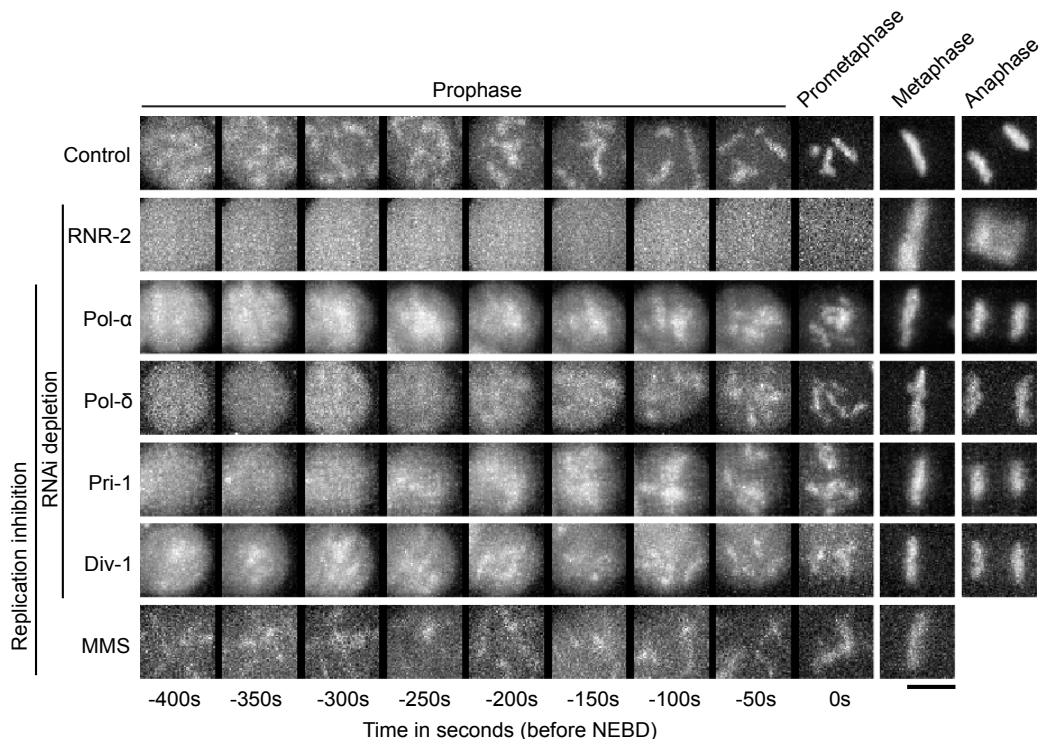 Prophase
Prometaphase
Metaphase
Anaphase
Control
RNR-2
Pol-α
Pol-δ
Pri-1
Div-1
MMS
RNAi depletion
Replication inhibition
-400s -350s -300s -250s -200s -150s -100s -50s 0s
Time in seconds (before NEBD)